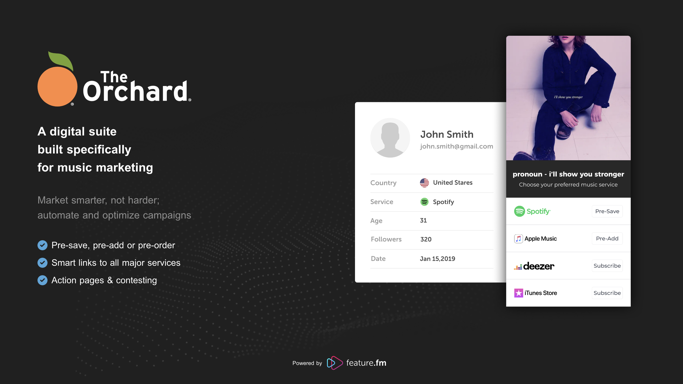 The
Orchard.
A digital suite
built specifically
for music marketing
Market smarter, not harder;
automate and optimize campaigns
Pre-save, pre-add or pre-order
Smart links to all major services
Action pages & contesting
John Smith
john.smith@gmail.com
Country United Stares
Service Spotify
Age 31
Followers 320
Date Jan 15,2019
i'll show you stronger
pronoun - i'll show you stronger
Choose your preferred music service
Spotify Pre-Save
Apple Music Pre-Add
deezer Subscribe
iTunes Store Subscribe
Powered by feature.fm